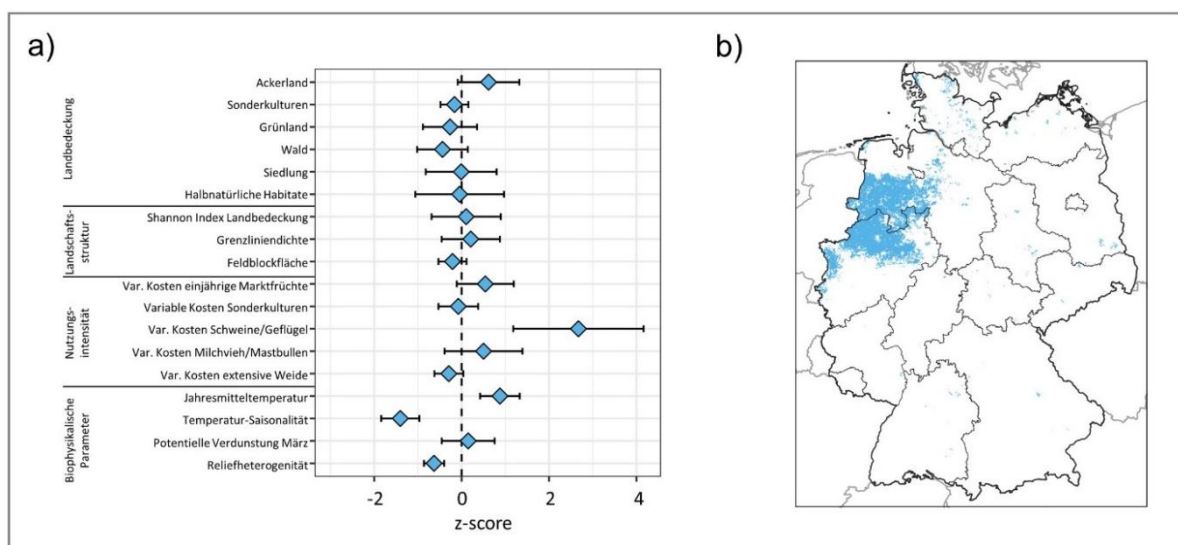 a)
Landbedeckung
Ackerland
Sonderkulturen
Grünland
Wald
Siedlung
Halbnatürliche Habitate
Landschafts-
struktur
Shannon Index Landbedeckung
Grenzliniendichte
Feldblockfläche
Nutzungs-
intensität
Var. Kosten einjährige Marktfrüchte
Variable Kosten Sonderkulturen
Var. Kosten Schweine/Geflügel
Var. Kosten Milchvieh/Mastbullen
Var. Kosten extensive Weide
Biophysikalische
Parameter
Jahresmitteltemperatur
Temperatur-Saisonalität
Potentielle Verdunstung März
Reliefheterogenität
-2 0 2 4
z-score
b)